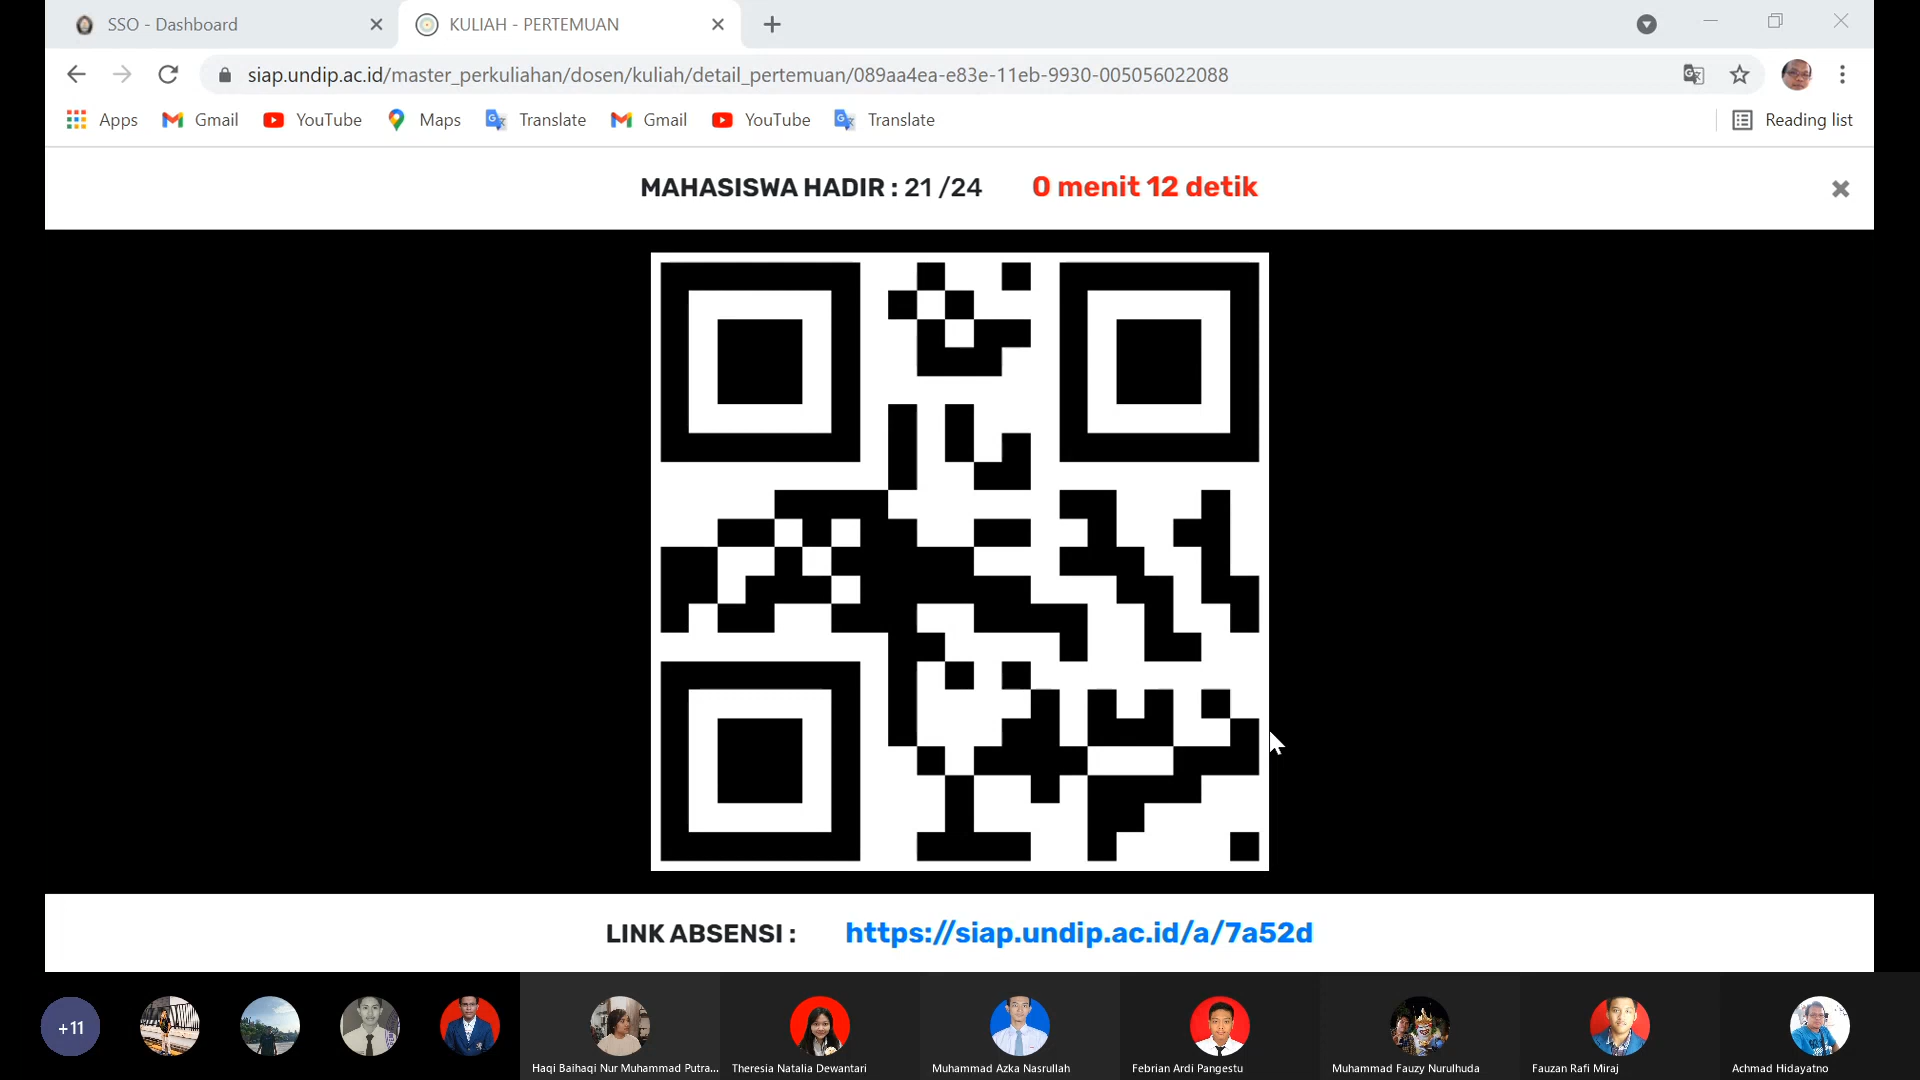 SSO - Dashboard
KULIAH - PERTEMUAN
siap.undip.ac.id/master_perkuliahan/dosen/kuliah/detail_pertemuan/089aa4ea-e83e-11eb-9930-005056022088
Apps Gmail YouTube Maps Translate Gmail YouTube Translate Reading list
MAHASISWA HADIR : 21 /24 0 menit 12 detik
LINK ABSENSI : https://siap.undip.ac.id/a/7a52d
+11
Haqi Baihaqi Nur Muhammad Putra... Theresia Natalia Dewantari Muhammad Azka Nasrullah Febrian Ardi Pangestu Muhammad Fauzy Nurulhuda Fauzan Rafi Miraj Achmad Hidayatno